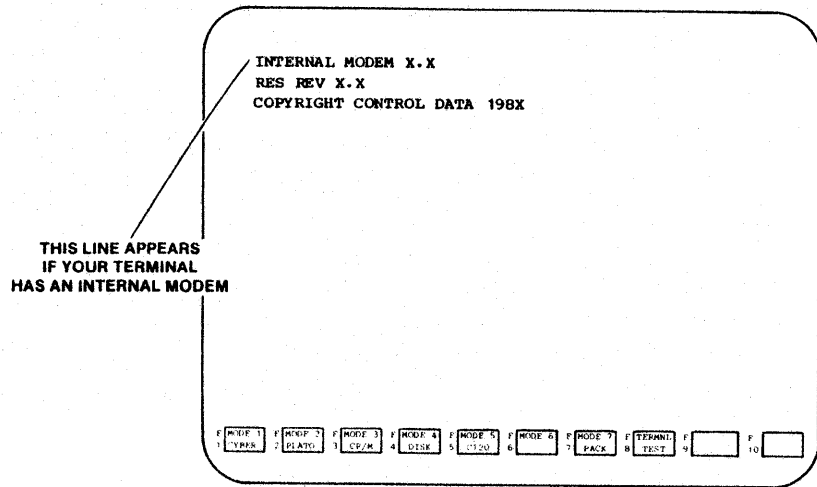 INTERNAL MODEM X.X
RES REV X.X
COPYRIGHT CONTROL DATA 198X
THIS LINE APPEARS
IF YOUR TERMINAL
HAS AN INTERNAL MODEM
F MODE 1 F MODE 2 F MODE 3 F MODE 4 F MODE 5 F MODE 6 F MODE 7 F TERMNL F F
1 CYBER 2 PLATO 3 CP/M 4 DISK 5 C120 6 7 PACK 8 TEST 9 10